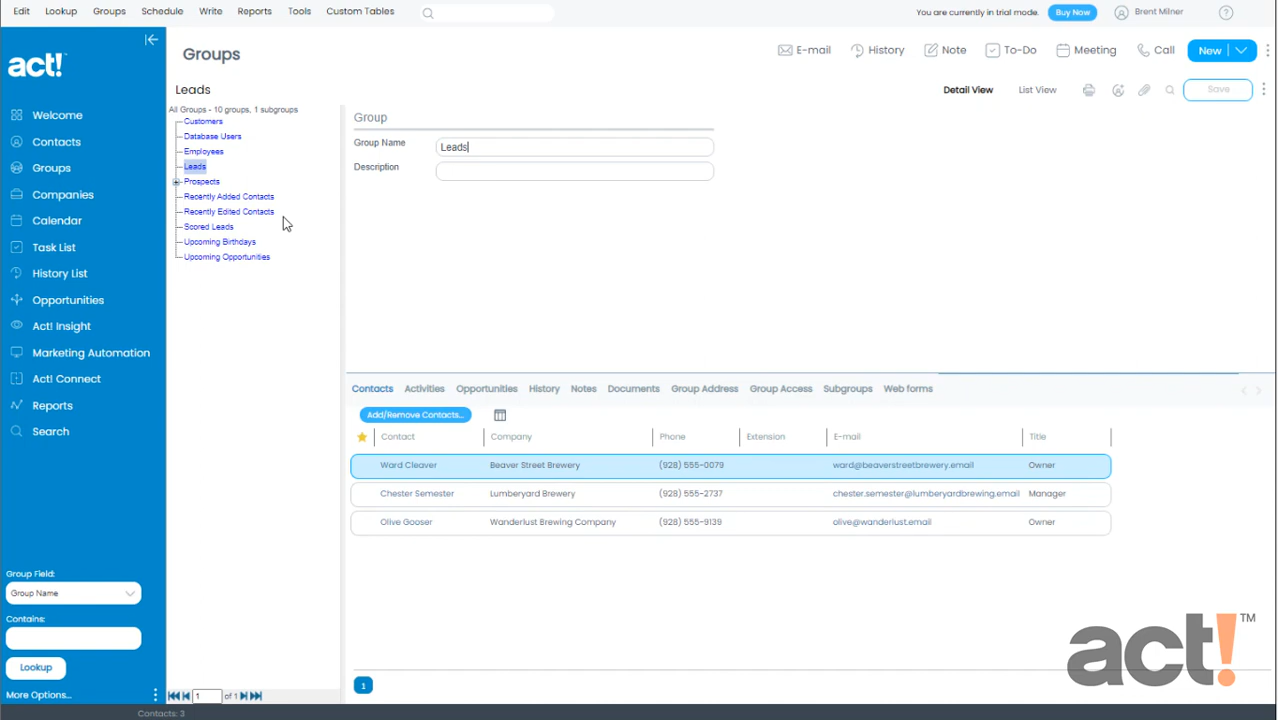 Edit Lookup Groups Schedule Write Reports Tools Custom Tables You are currently in trial mode. Buy Now Brent Milner
act!
Groups
E-mail History Note To-Do Meeting Call New
Leads
Detail View List View Save
Welcome
Contacts
Groups
Companies
Calendar
Task List
History List
Opportunities
Act! Insight
Marketing Automation
Act! Connect
Reports
Search
Group Field:
Group Name
Contains:
Lookup
More Options...
All Groups - 10 groups, 1 subgroups
Customers
Database Users
Employees
Leads
Prospects
Recently Added Contacts
Recently Edited Contacts
Scored Leads
Upcoming Birthdays
Upcoming Opportunities
1 of 1
Group
Group Name Leads
Description
Contacts Activities Opportunities History Notes Documents Group Address Group Access Subgroups Web forms
Add/Remove Contacts...
Contact Company Phone Extension E-mail Title
Ward Cleaver Beaver Street Brewery (928) 555-0079 ward@beaverstreetbrewery.email Owner
Chester Semester Lumberyard Brewery (928) 555-2737 chester.semester@lumberyardbrewing.email Manager
Olive Gooser Wanderlust Brewing Company (928) 555-9139 olive@wanderlust.email Owner
act!™
1
Contacts: 3